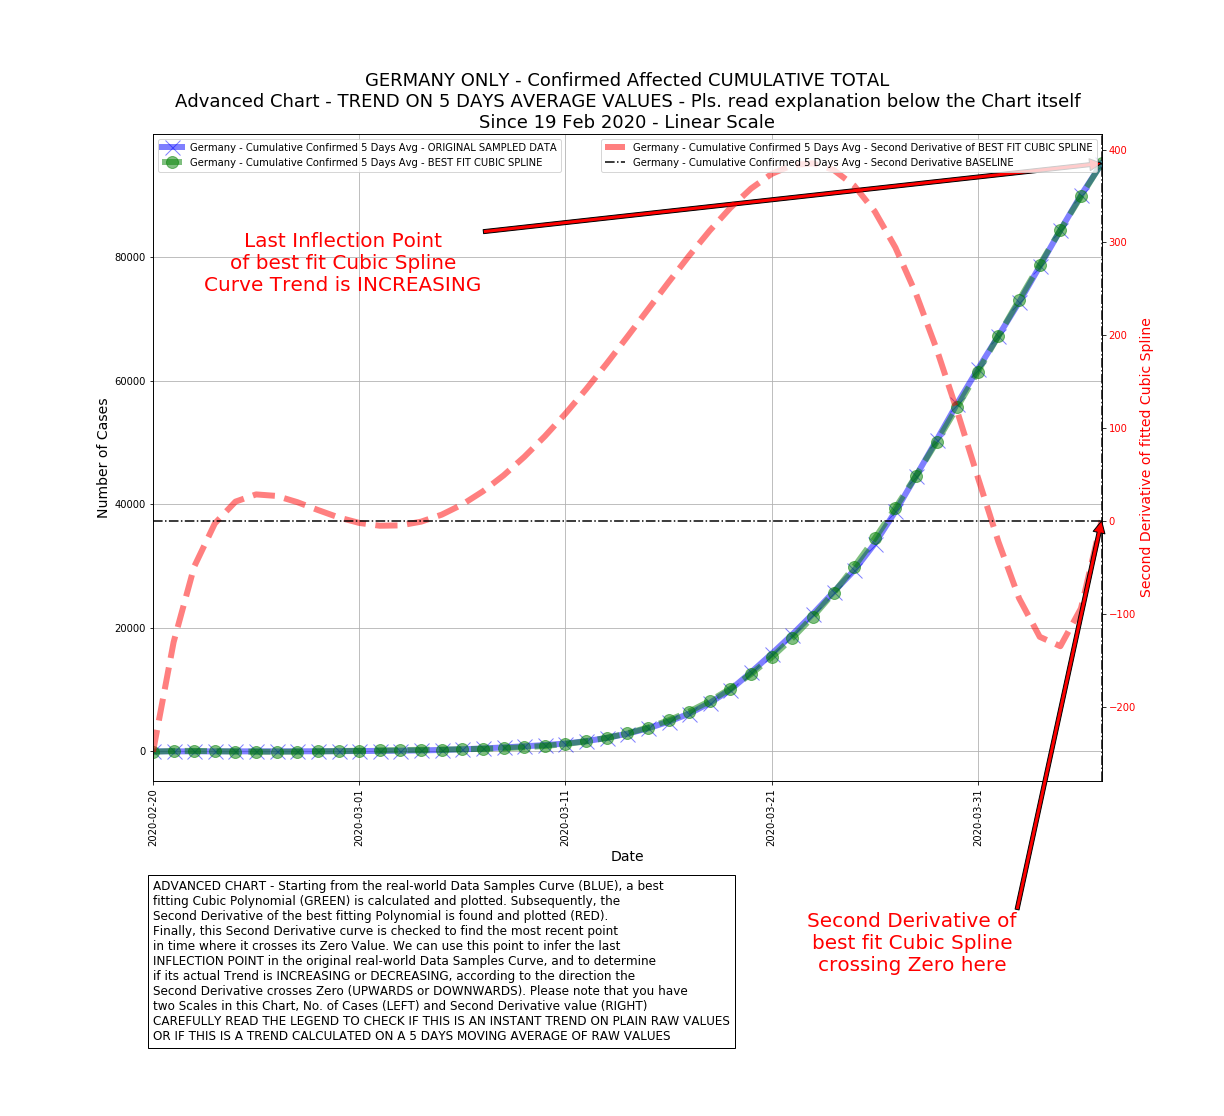 GERMANY ONLY - Confirmed Affected CUMULATIVE TOTAL
Advanced Chart - TREND ON 5 DAYS AVERAGE VALUES - Pls. read explanation below the Chart itself
Since 19 Feb 2020 - Linear Scale
Germany - Cumulative Confirmed 5 Days Avg - ORIGINAL SAMPLED DATA
Germany - Cumulative Confirmed 5 Days Avg - BEST FIT CUBIC SPLINE
Germany - Cumulative Confirmed 5 Days Avg - Second Derivative of BEST FIT CUBIC SPLINE
Germany - Cumulative Confirmed 5 Days Avg - Second Derivative BASELINE
Last Inflection Point
of best fit Cubic Spline
Curve Trend is INCREASING
Number of Cases
80000
60000
40000
20000
0
400
300
200
100
0
−100
−200
Second Derivative of fitted Cubic Spline
2020-02-20
2020-03-01
2020-03-11
2020-03-21
2020-03-31
Date
ADVANCED CHART - Starting from the real-world Data Samples Curve (BLUE), a best
fitting Cubic Polynomial (GREEN) is calculated and plotted. Subsequently, the
Second Derivative of the best fitting Polynomial is found and plotted (RED).
Finally, this Second Derivative curve is checked to find the most recent point
in time where it crosses its Zero Value. We can use this point to infer the last
INFLECTION POINT in the original real-world Data Samples Curve, and to determine
if its actual Trend is INCREASING or DECREASING, according to the direction the
Second Derivative crosses Zero (UPWARDS or DOWNWARDS). Please note that you have
two Scales in this Chart, No. of Cases (LEFT) and Second Derivative value (RIGHT)
CAREFULLY READ THE LEGEND TO CHECK IF THIS IS AN INSTANT TREND ON PLAIN RAW VALUES
OR IF THIS IS A TREND CALCULATED ON A 5 DAYS MOVING AVERAGE OF RAW VALUES
Second Derivative of
best fit Cubic Spline
crossing Zero here